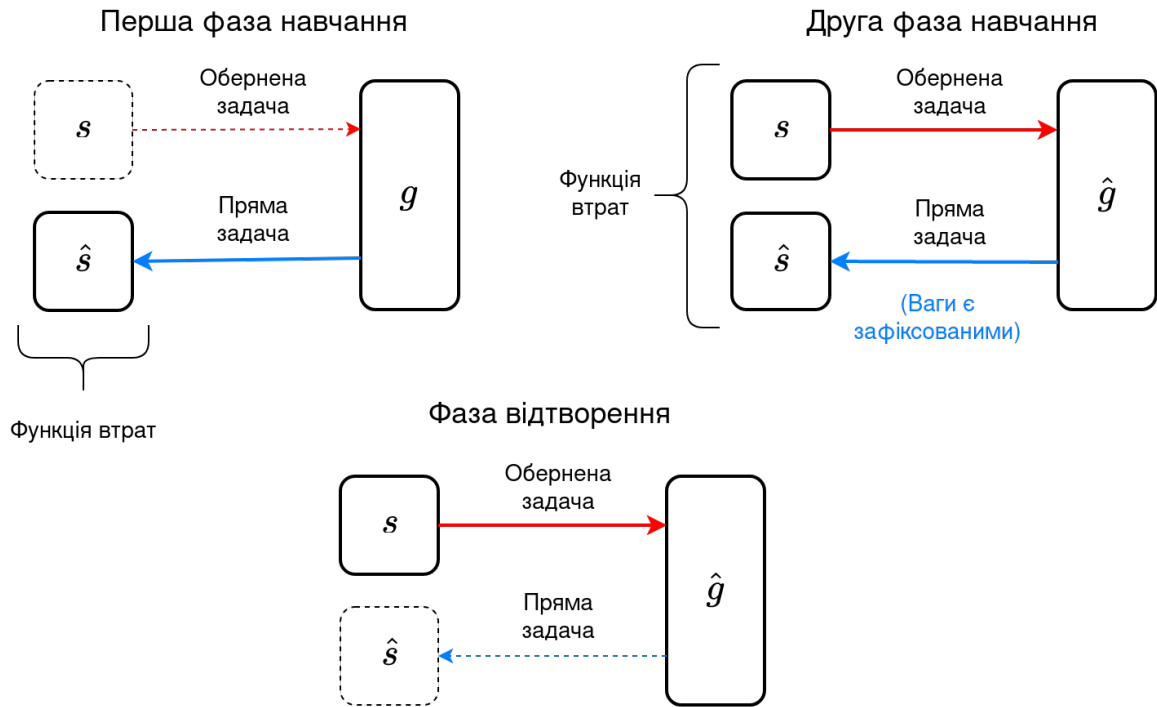 Перша фаза навчання
Обернена
задача
s
g
Пряма
задача
ŝ
Функція втрат
Друга фаза навчання
Обернена
задача
s
Функція
втрат
ĝ
Пряма
задача
ŝ
(Ваги є
зафіксованими)
Фаза відтворення
Обернена
задача
s
ĝ
Пряма
задача
ŝ